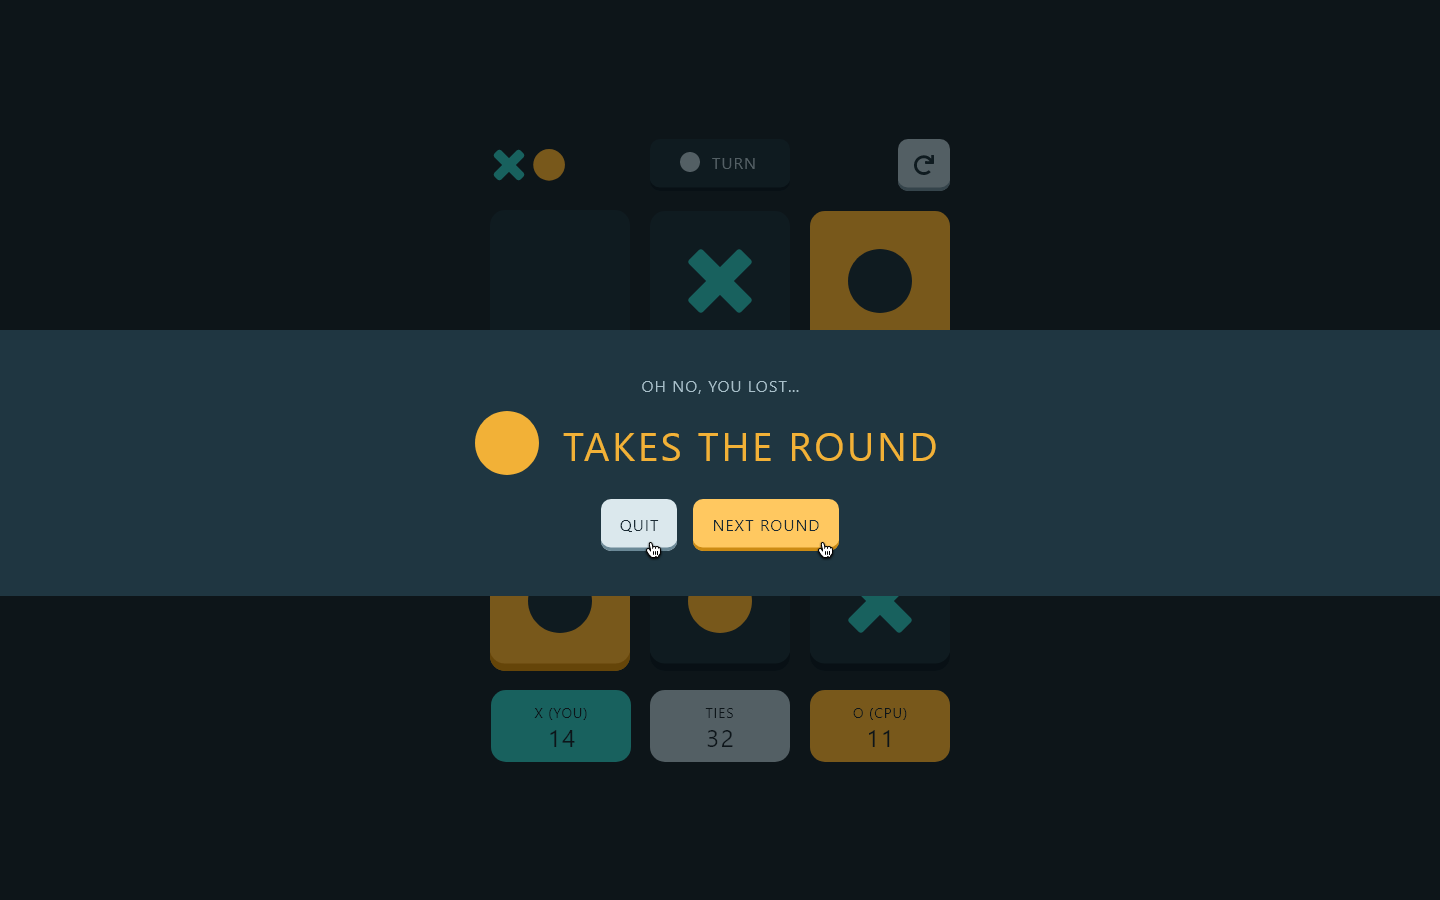 TURN
OH NO, YOU LOST…
TAKES THE ROUND
QUIT
NEXT ROUND
X (YOU)
14
TIES
32
O (CPU)
11